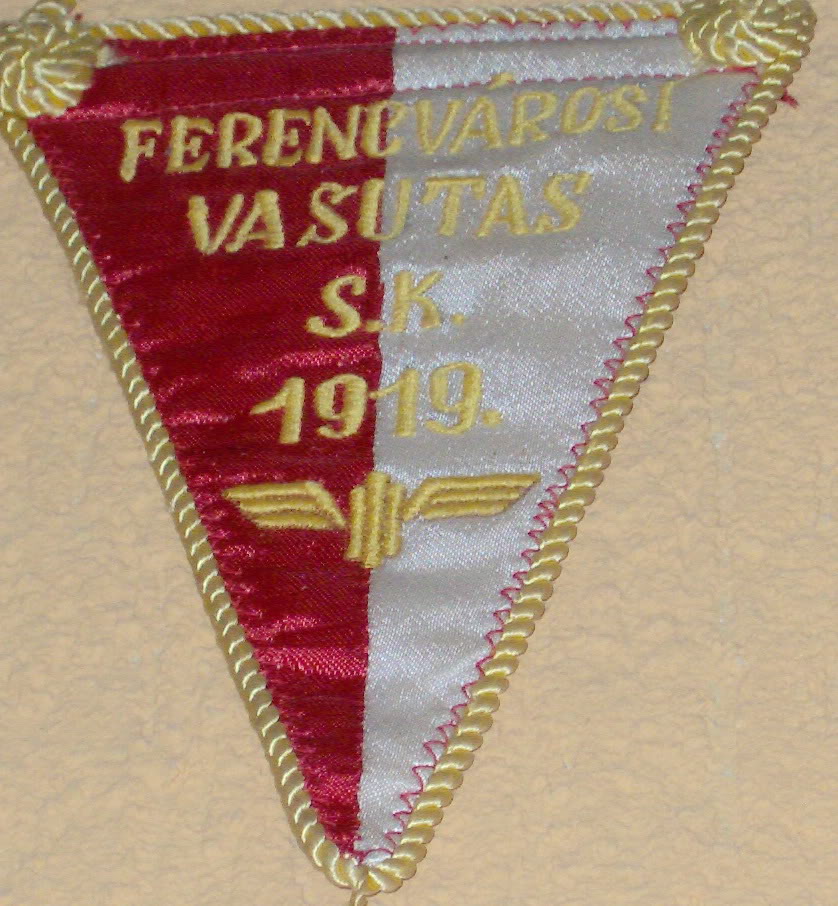 FERENCVÁROSI
VASUTAS
S.K.
1919.